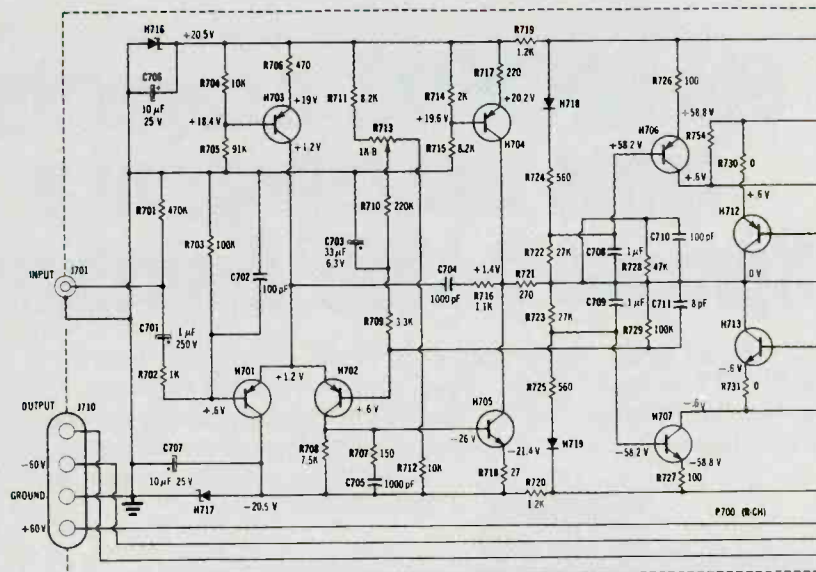 H716
+20.5V
R719
1.2K
C706
10 µF
25 V
R704
10K
R706
470
H703
+19V
+18.4V
R705
91K
+1.2V
R711
8.2K
R713
1K B
R714
2K
+19.6V
R715
8.2K
R717
220
+20.2V
H704
H718
R724
560
R726
100
+58.8V
H706
+58.2V
+.6V
R754
R730
0
+.6V
H712
R701
470K
R703
100K
C702
100pF
R710
220K
C703
33µF
6.3V
C704
1000pF
+1.4V
R716
1.1K
R721
270
R722
27K
C708
1µF
R728
47K
C710
100pF
0V
INPUT
J701
C701
1µF
250V
R702
1K
R709
3.3K
R723
27K
C709
1µF
R729
100K
C711
8pF
H713
-.6V
R731
0
H701
+1.2V
H702
+.6V
+.6V
R725
560
-.6V
OUTPUT
J710
H705
-26V
-21.4V
H719
H707
-58.2V
-58.8V
-60V
C707
10µF 25V
R708
7.5K
R707
150
C705
1000pF
R712
10K
R718
27
R720
1.2K
R727
100
GROUND
H717
-20.5V
+60V
P700 (R-CH)